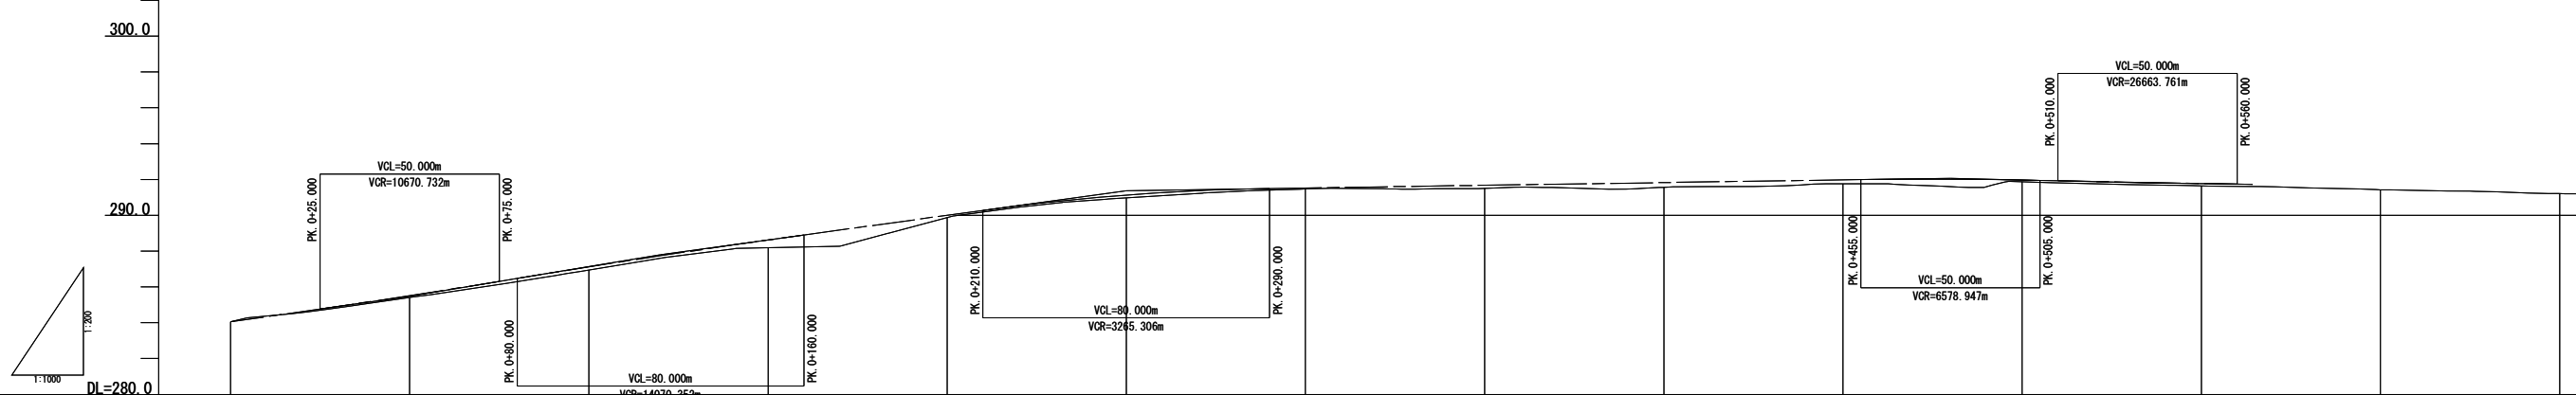 300.0
290.0
DL=280.0
1:200
1:1000
PK. 0+25.000
VCL=50.000m
VCR=10670.732m
PK. 0+75.000
PK. 0+80.000
VCL=80.000m
PK. 0+160.000
PK. 0+210.000
VCL=80.000m
VCR=3265.306m
PK. 0+290.000
PK. 0+455.000
VCL=50.000m
VCR=6578.947m
PK. 0+505.000
PK. 0+510.000
VCL=50.000m
VCR=26663.761m
PK. 0+560.000